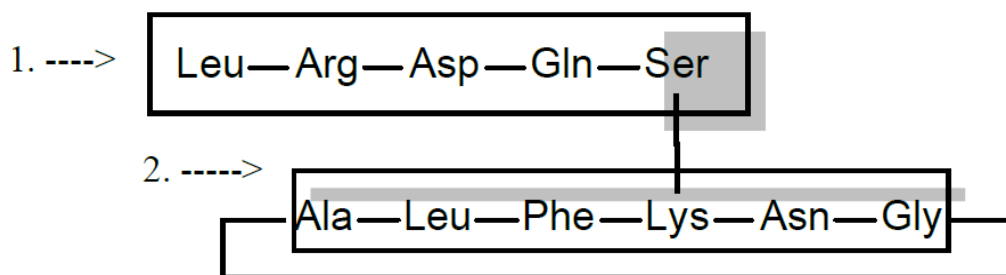 1. ----> Leu—Arg—Asp—Gln—Ser
2. ----->
Ala—Leu—Phe—Lys—Asn—Gly